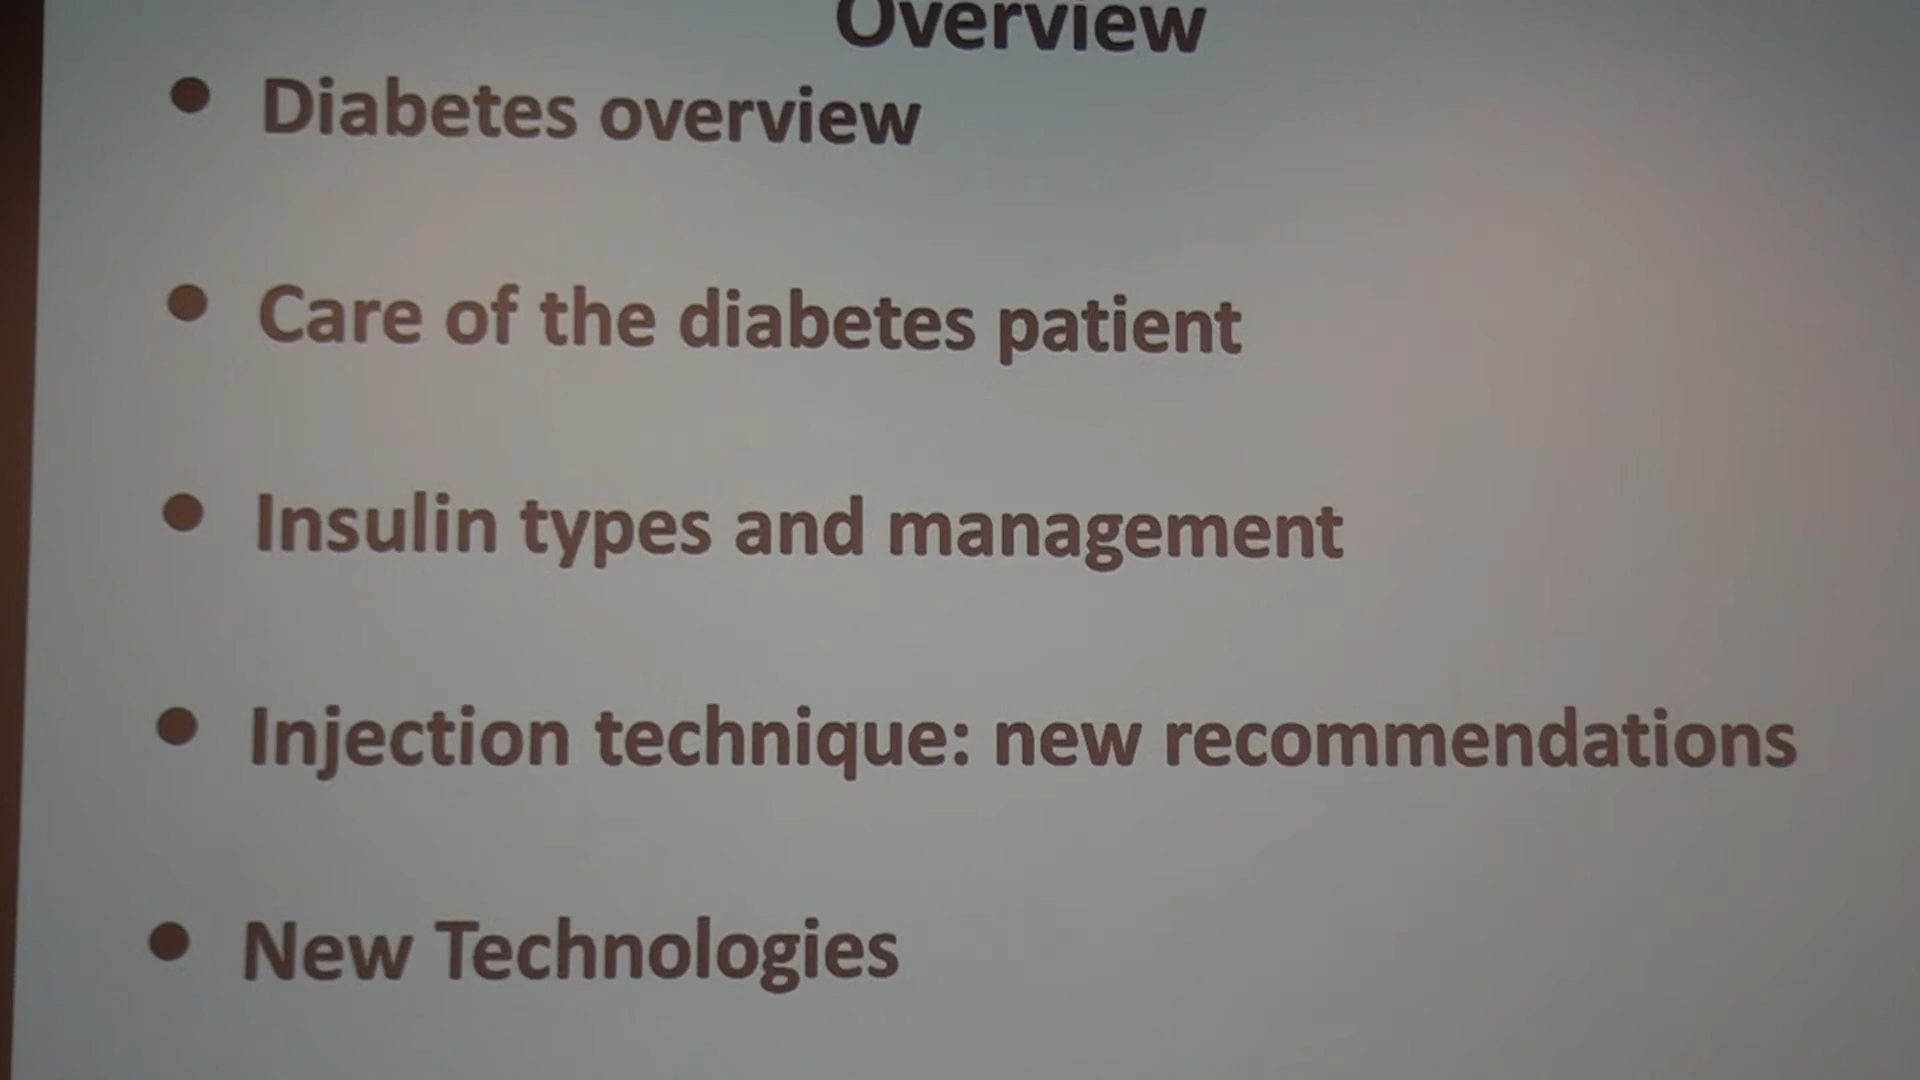 Overview
• Diabetes overview
• Care of the diabetes patient
• Insulin types and management
• Injection technique: new recommendations
• New Technologies